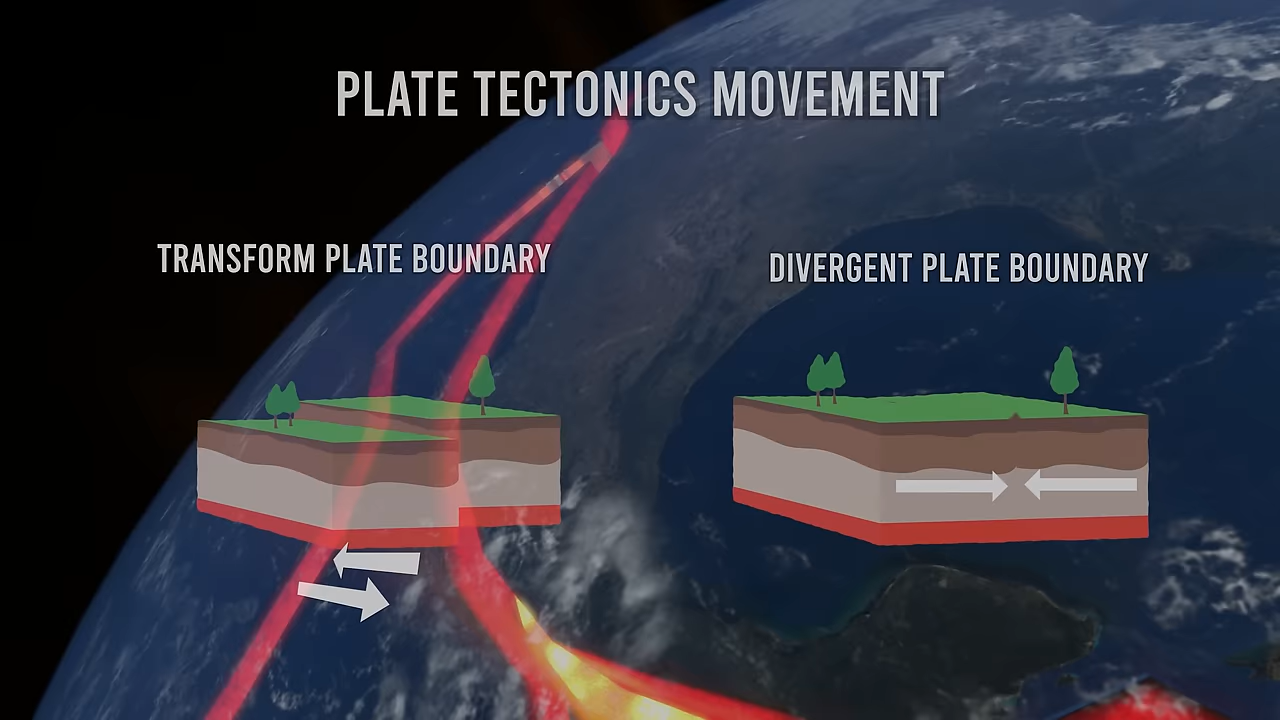 PLATE TECTONICS MOVEMENT
TRANSFORM PLATE BOUNDARY
DIVERGENT PLATE BOUNDARY